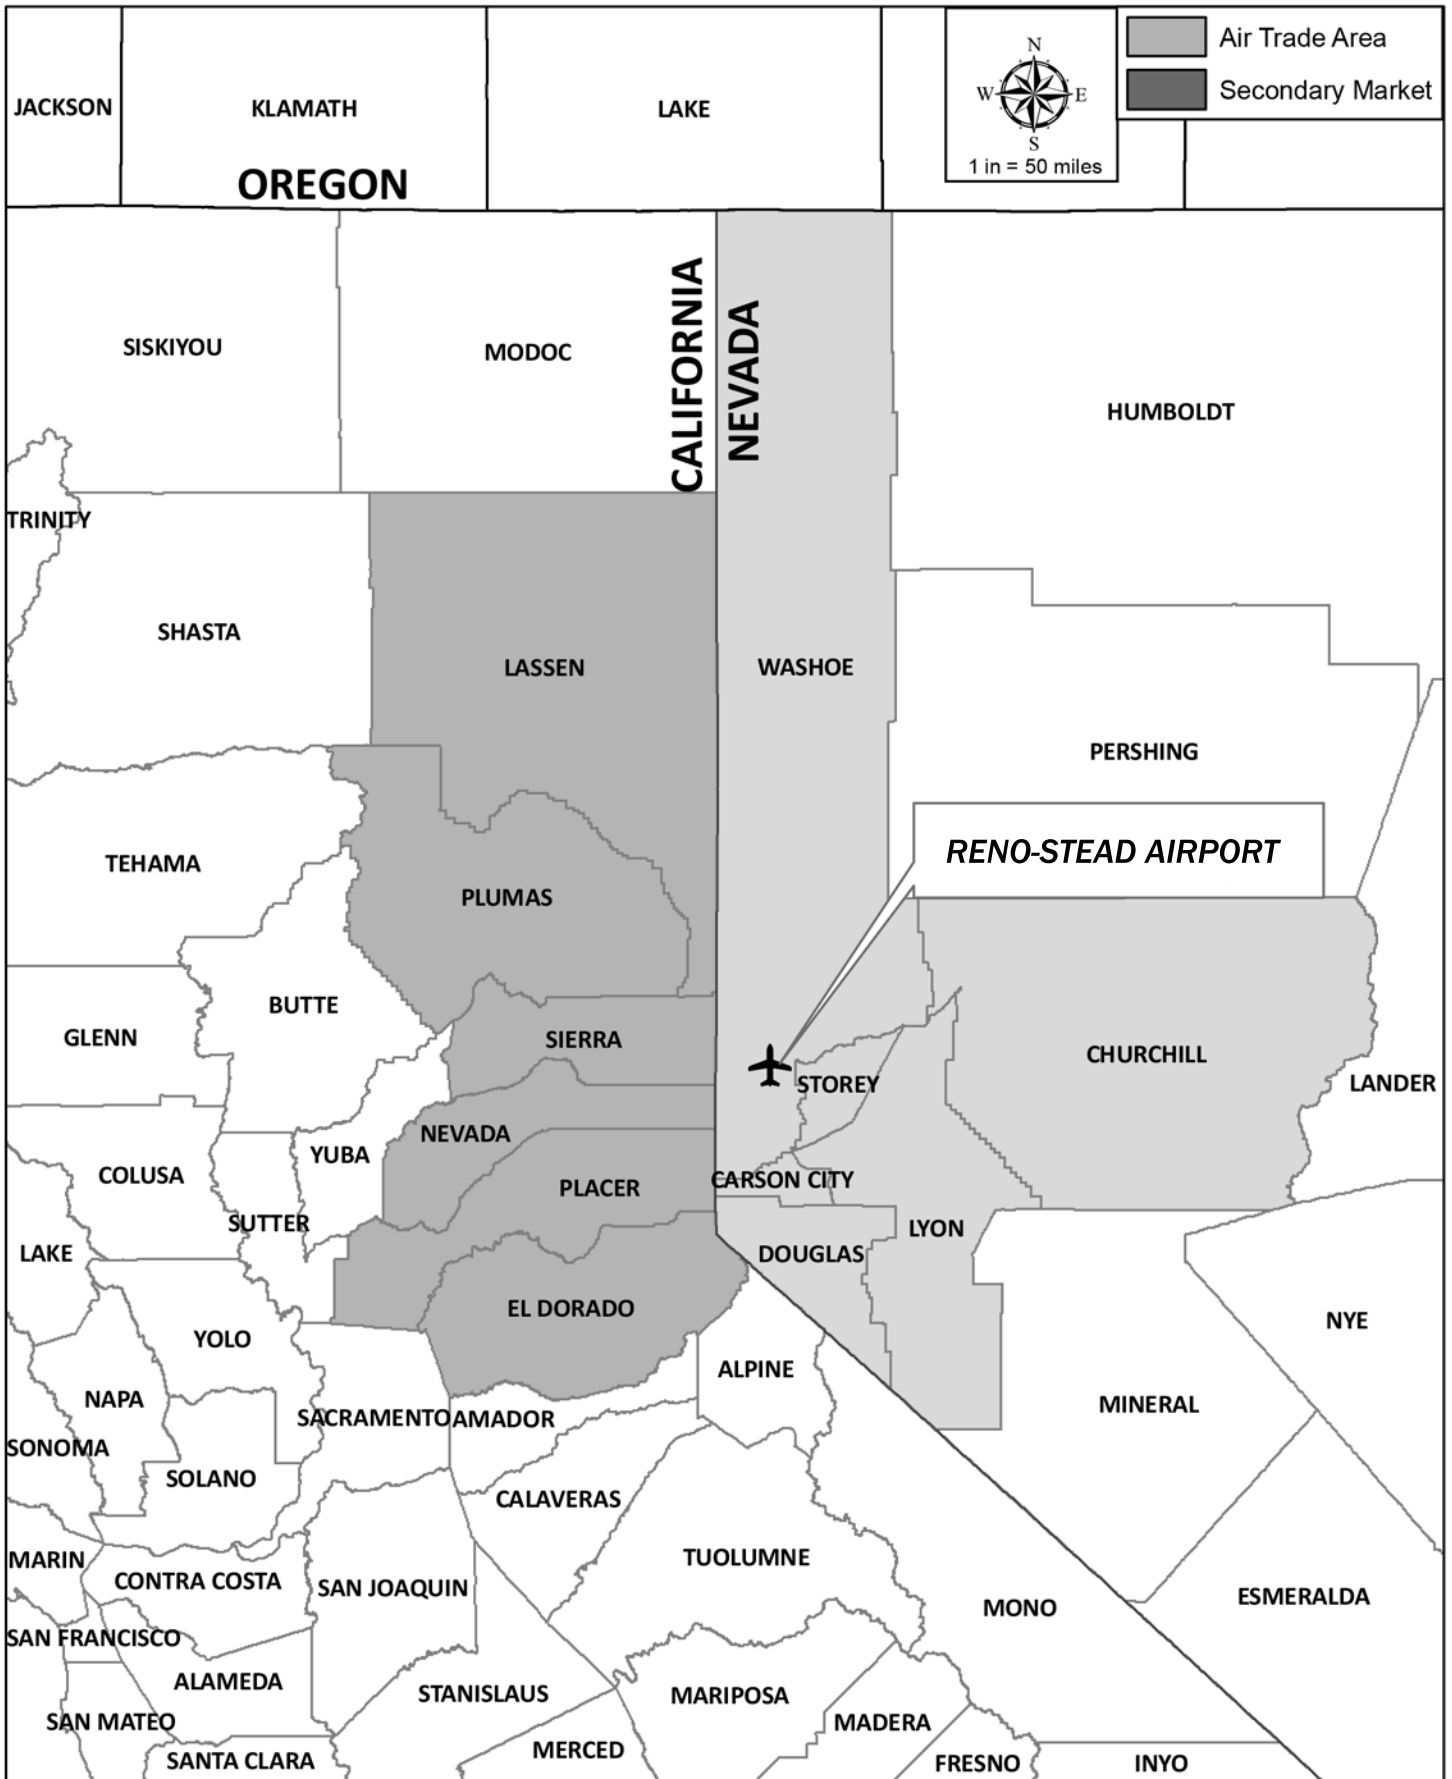 Air Trade Area
Secondary Market
N
W E
S
1 in = 50 miles
JACKSON
KLAMATH
LAKE
OREGON
CALIFORNIA
NEVADA
SISKIYOU
MODOC
HUMBOLDT
TRINITY
SHASTA
LASSEN
WASHOE
PERSHING
RENO-STEAD AIRPORT
TEHAMA
PLUMAS
BUTTE
GLENN
SIERRA
CHURCHILL
STOREY
LANDER
NEVADA
YUBA
COLUSA
PLACER
CARSON CITY
SUTTER
LYON
LAKE
DOUGLAS
EL DORADO
NYE
YOLO
ALPINE
NAPA
MINERAL
SACRAMENTO
AMADOR
SONOMA
SOLANO
CALAVERAS
MARIN
TUOLUMNE
CONTRA COSTA
SAN JOAQUIN
ESMERALDA
MONO
SAN FRANCISCO
ALAMEDA
STANISLAUS
MARIPOSA
SAN MATEO
MADERA
MERCED
SANTA CLARA
FRESNO
INYO